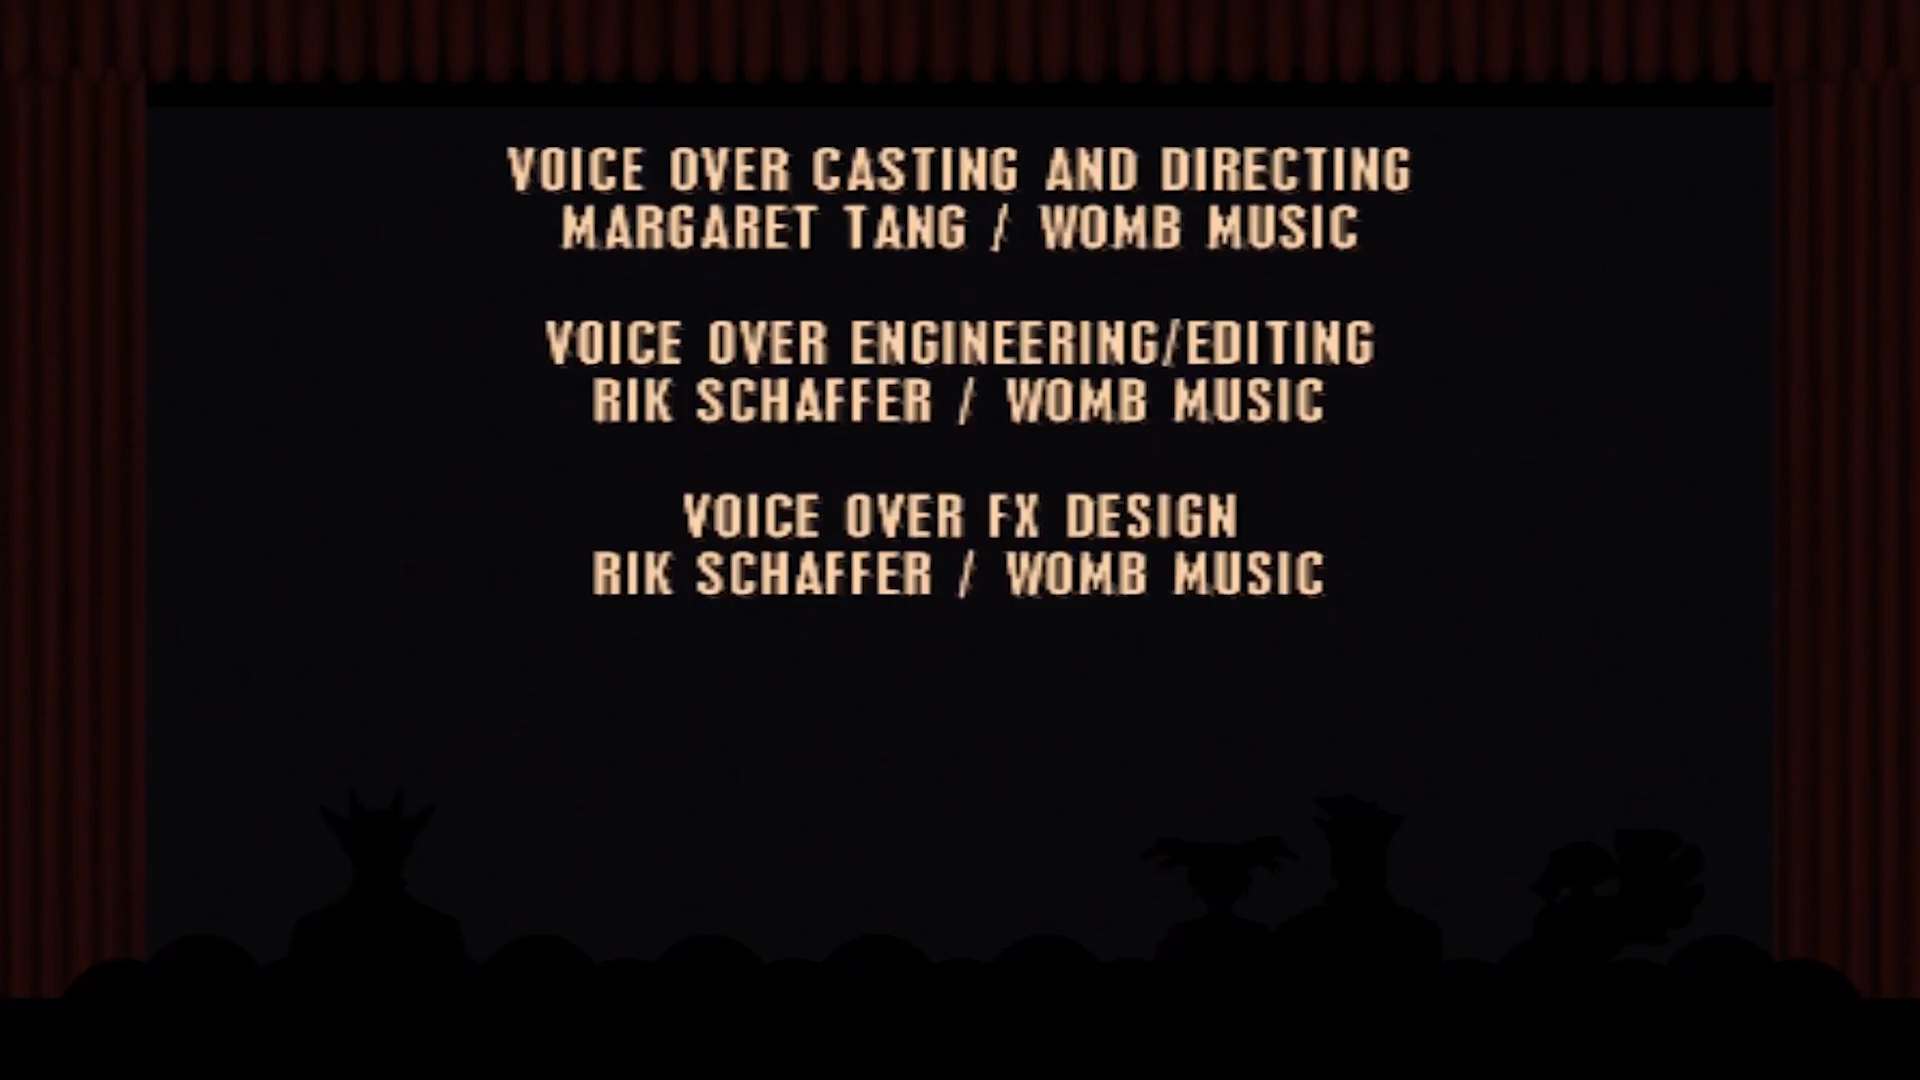 VOICE OVER CASTING AND DIRECTING
MARGARET TANG / WOMB MUSIC
VOICE OVER ENGINEERING/EDITING
RIK SCHAFFER / WOMB MUSIC
VOICE OVER FX DESIGN
RIK SCHAFFER / WOMB MUSIC